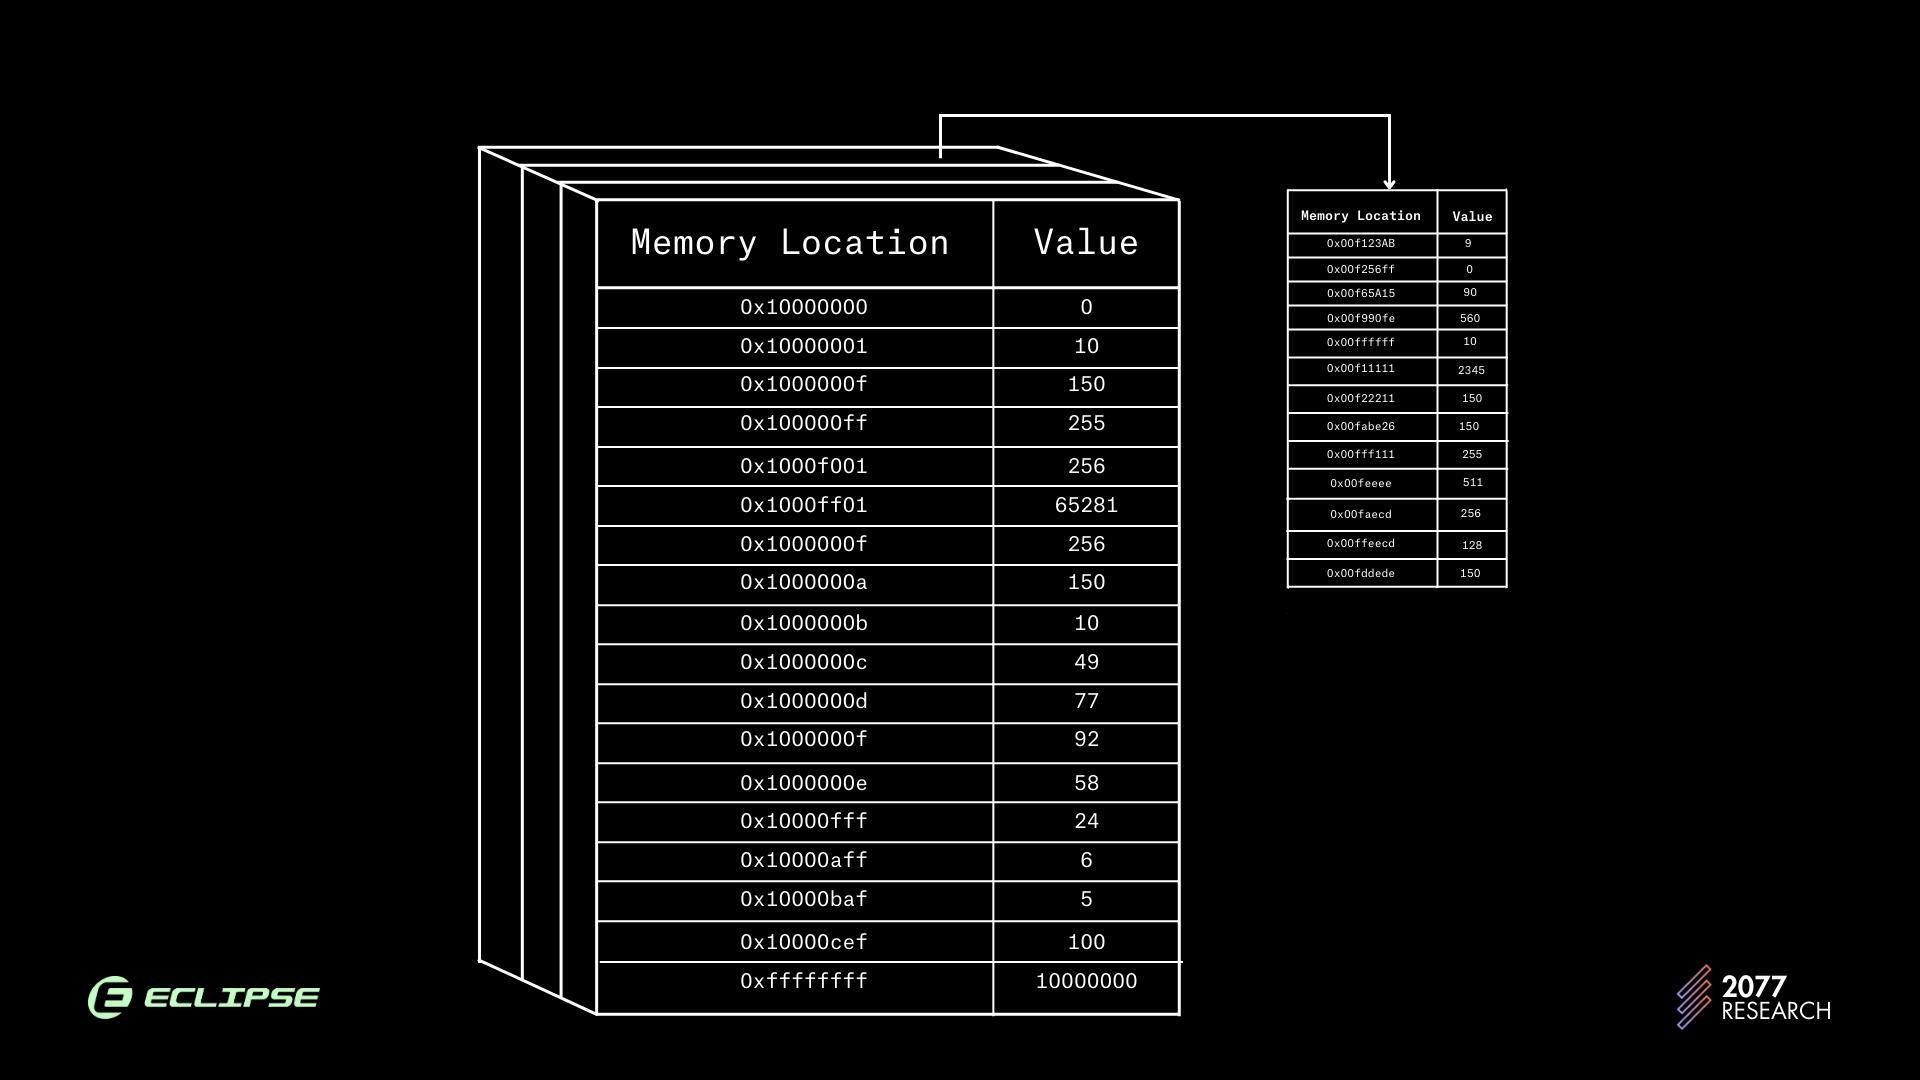 Memory Location Value
0x10000000 0
0x10000001 10
0x1000000f 150
0x100000ff 255
0x1000f001 256
0x1000ff01 65281
0x1000000f 256
0x1000000a 150
0x1000000b 10
0x1000000c 49
0x1000000d 77
0x1000000f 92
0x1000000e 58
0x10000fff 24
0x10000aff 6
0x10000baf 5
0x10000cef 100
0xffffffff 10000000
Memory Location Value
0x00f123AB 9
0x00f256ff 0
0x00f65A15 90
0x00f990fe 560
0x00ffffff 10
0x00f11111 2345
0x00f22211 150
0x00fabe26 150
0x00fff111 255
0x00feeee 511
0x00faecd 256
0x00ffeecd 128
0x00fddede 150
ECLIPSE
2077
RESEARCH